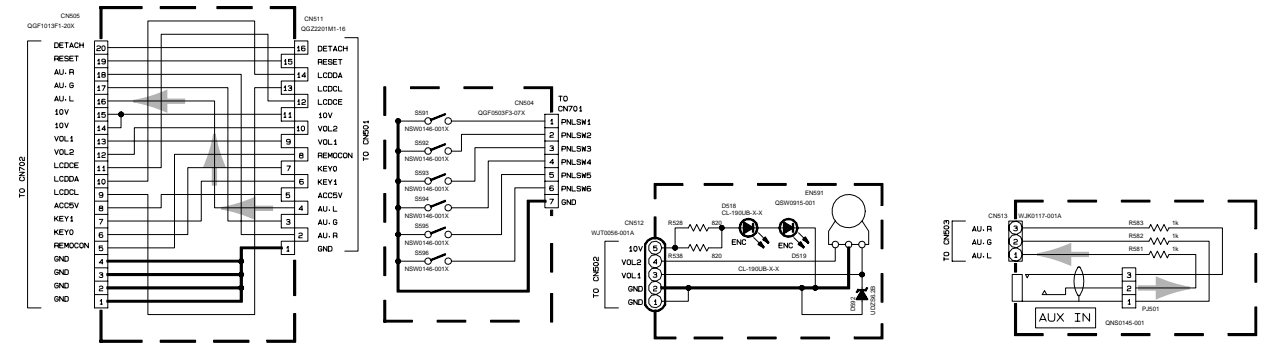 CN505
QGF1013F1-20X
CN511
QGZ2201M1-16
DETACH 20
RESET 19
AU.R 18
AU.G 17
AU.L 16
10V 15
10V 14
VOL1 13
VOL2 12
LCDCE 11
LCDDA 10
LCDCL 9
ACC5V 8
KEY1 7
KEY0 6
REMOCON 5
GND 4
GND 3
GND 2
GND 1
TO CN702
16 DETACH
15 RESET
14 LCDDA
13 LCDCL
12 LCDCE
11 10V
10 VOL2
9 VOL1
8 REMOCON
7 KEY0
6 KEY1
5 ACC5V
4 AU.L
3 AU.G
2 AU.R
1 GND
TO CN501
CN504
QGF0503F3-07X
TO
CN701
S591
NSW0146-001X
S592
NSW0146-001X
S593
NSW0146-001X
S594
NSW0146-001X
S595
NSW0146-001X
S596
NSW0146-001X
1 PNLSW1
2 PNLSW2
3 PNLSW3
4 PNLSW4
5 PNLSW5
6 PNLSW6
7 GND
CN512
WJT0056-001A
TO CN502
10V 5
VOL2 4
VOL1 3
GND 2
GND 1
R528 820
R538 820
D518
CL-190UB-X-X
ENC
ENC
D519
CL-190UB-X-X
EN591
QSW0915-001
D592
UDZS6.2B
CN513 WJK0117-001A
TO CN503
AU.R 3
AU.G 2
AU.L 1
R583 1k
R582 1k
R581 1k
3
2
1
PJ501
AUX IN
QNS0145-001